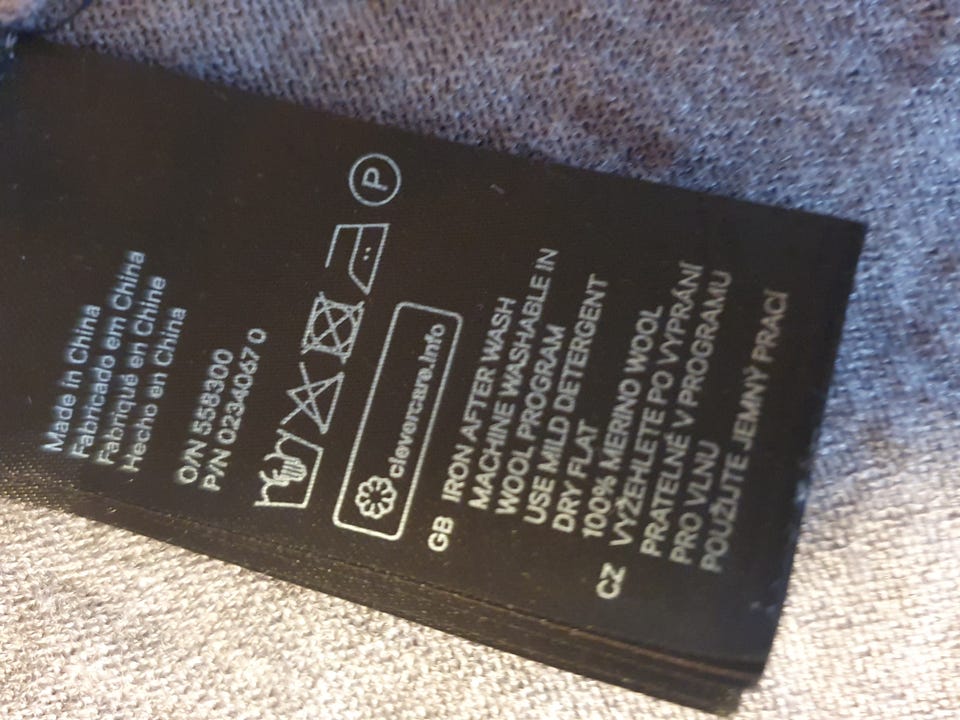 Made in China
Fabricado em China
Fabriqué en Chine
Hecho en China
O/N 558300
P/N 0234067 0
P
clevercare.info
GB IRON AFTER WASH
MACHINE WASHABLE IN
WOOL PROGRAM
USE MILD DETERGENT
DRY FLAT
100% MERINO WOOL
CZ VYŽEHLETE PO VYPRÁNÍ
PRATELNÉ V PROGRAMU
PRO VLNU
POUŽIJTE JEMNÝ PRACÍ